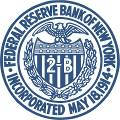 FEDERAL RESERVE BANK OF NEW YORK
2-B
INCORPORATED MAY 18, 1914